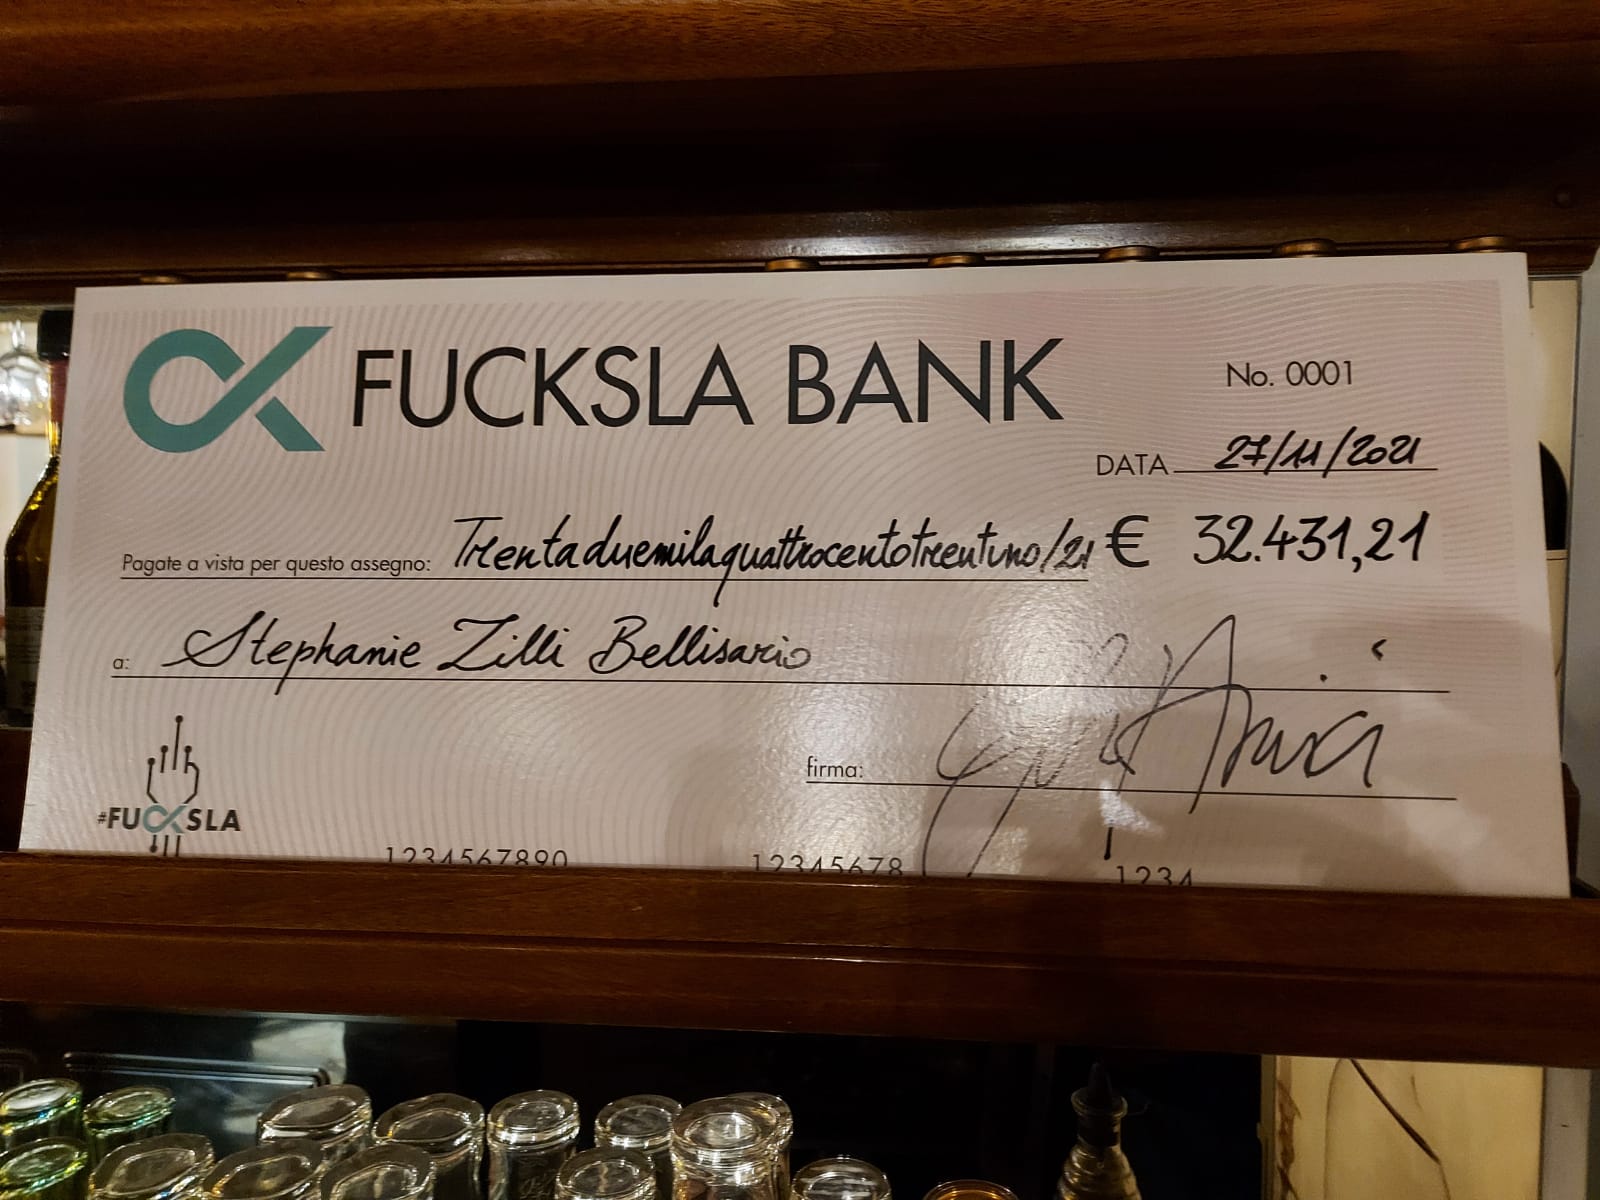 FUCKSLA BANK
No. 0001
DATA 27/11/2021
Pagate a vista per questo assegno: Trentaduemilaquattrocentotrentuno/21 € 32.431,21
a: Stephanie Zilli Bellisario
firma:
#FUCKSLA
1234567890 12345678 1234